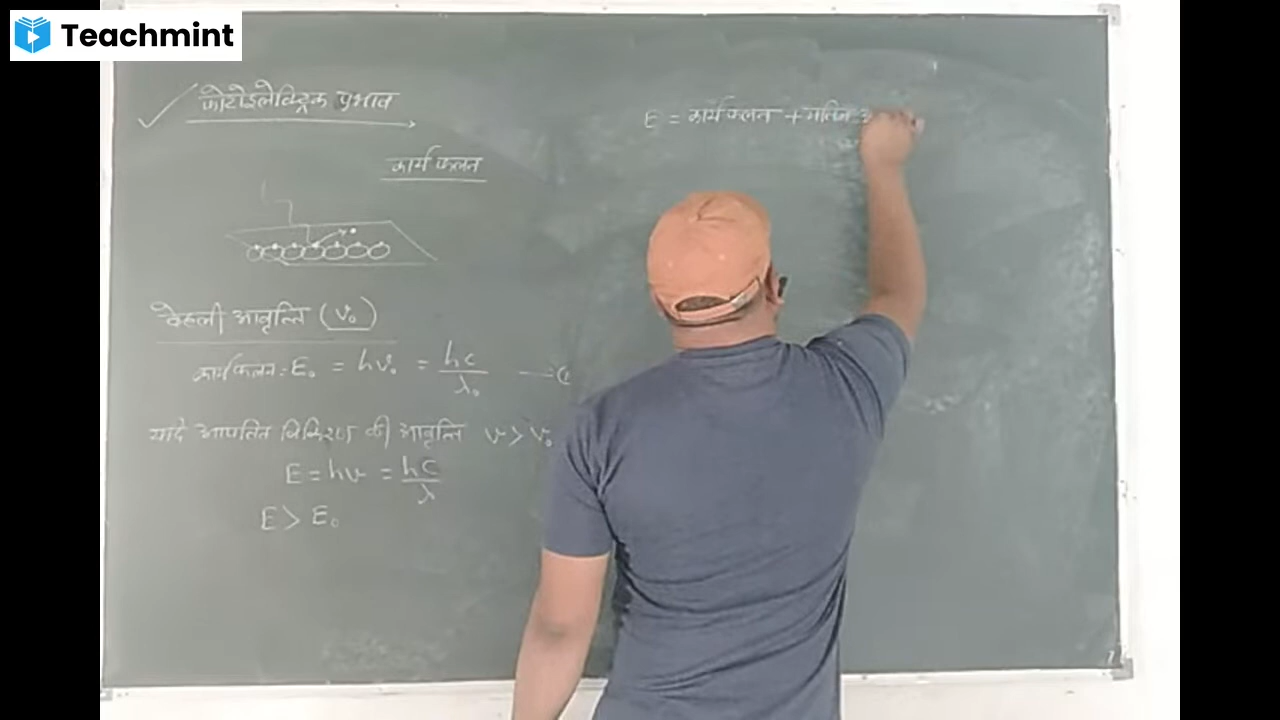 Teachmint
फोटोइलेक्ट्रिक प्रभाव
कार्य फलन
देहली आवृत्ति (ν₀)
कार्यफलन: E₀ = hν₀ = hc/λ₀
यदि आपतित विकिरण की आवृत्ति ν > ν₀
E = hν = hc/λ
E > E₀
E = कार्यफलन + गतिज